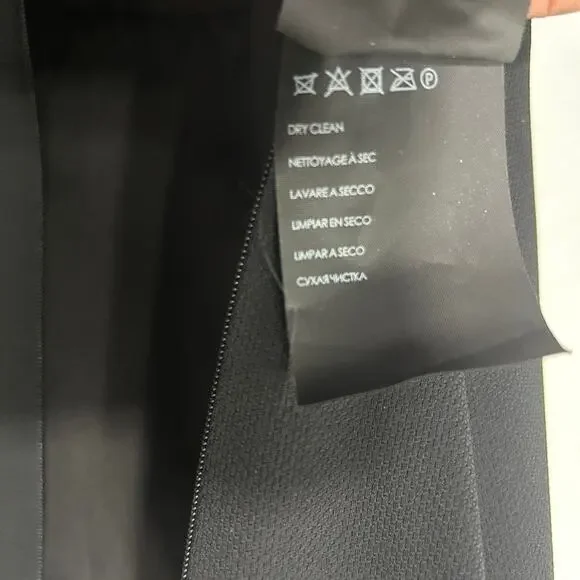 P
DRY CLEAN
NETTOYAGE À SEC
LAVARE A SECCO
LIMPIAR EN SECO
LIMPAR A SECO
СУХАЯ ЧИСТКА